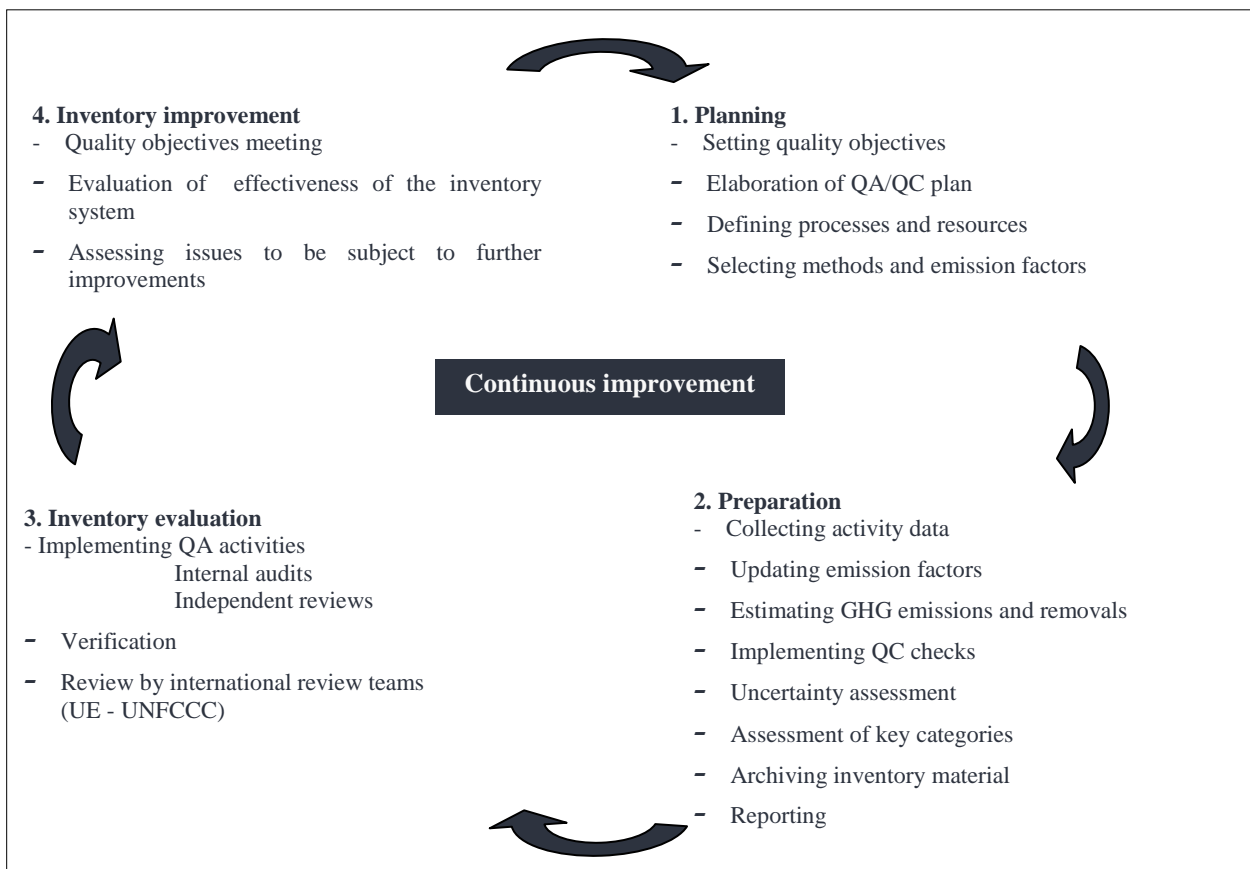 4. Inventory improvement
- Quality objectives meeting
- Evaluation of effectiveness of the inventory
system
- Assessing issues to be subject to further
improvements
1. Planning
- Setting quality objectives
- Elaboration of QA/QC plan
- Defining processes and resources
- Selecting methods and emission factors
Continuous improvement
3. Inventory evaluation
- Implementing QA activities
Internal audits
Independent reviews
- Verification
- Review by international review teams
(UE - UNFCCC)
2. Preparation
- Collecting activity data
- Updating emission factors
- Estimating GHG emissions and removals
- Implementing QC checks
- Uncertainty assessment
- Assessment of key categories
- Archiving inventory material
- Reporting